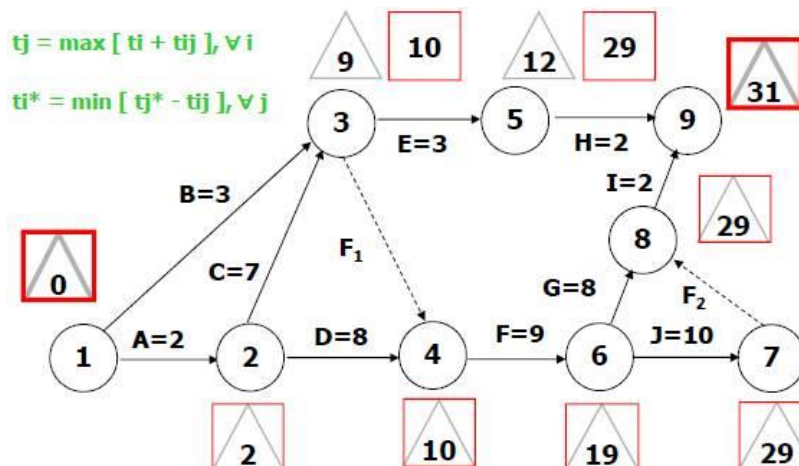 tj = max [ ti + tij ], ∀ i
9
10
12
29
31
ti* = min [ tj* - tij ], ∀ j
3
E=3
5
H=2
9
B=3
I=2
29
0
C=7
F₁
8
G=8
F₂
1
A=2
2
D=8
4
F=9
6
J=10
7
2
10
19
29